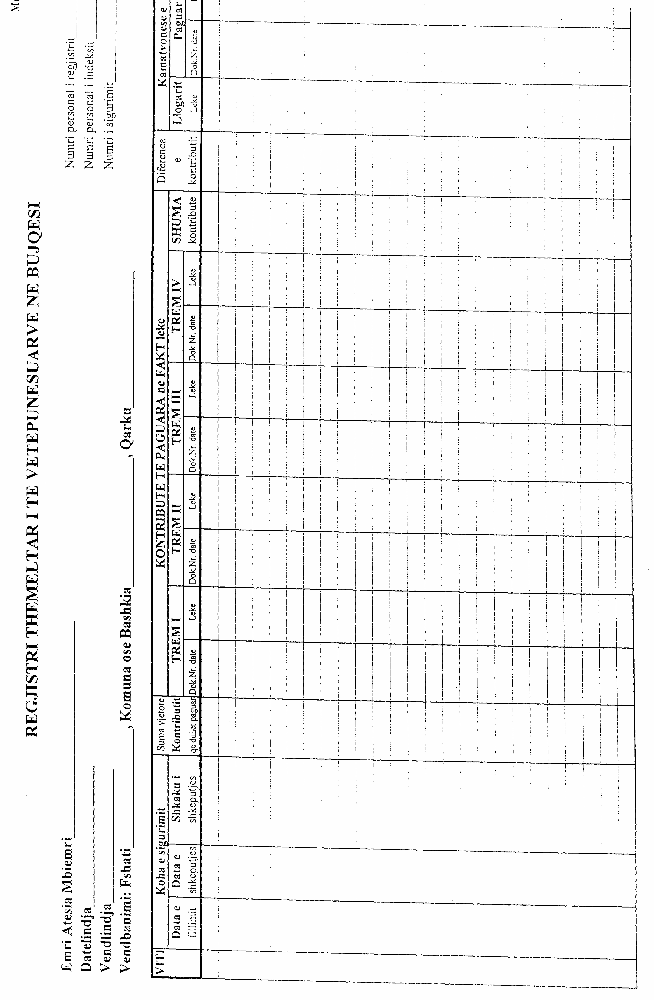 REGJISTRI THEMELTAR I TE VETEPUNESUARVE NE BUJQESI
Emri Atesia Mbiemri
Numri personal i regjistrit
Datelindja
Numri personal i indeksit
Vendlindja
Numri i sigurimit
Vendbanimi: Fshati , Komuna ose Bashkia , Qarku
VITI Koha e sigurimit Suma vjetore KONTRIBUTE TE PAGUARA ne FAKT leke Diferenca Kamatvonese e
Data e Data e Shkaku i Kontributit TREM I TREM II TREM III TREM IV SHUMA e Llogarit Paguar
fillimit shkeputjes shkeputjes qe duhet paguar Dok.Nr. date Leke Dok.Nr. date Leke Dok.Nr. date Leke Dok.Nr. date Leke kontribute kontributit Leke Dok.Nr. date